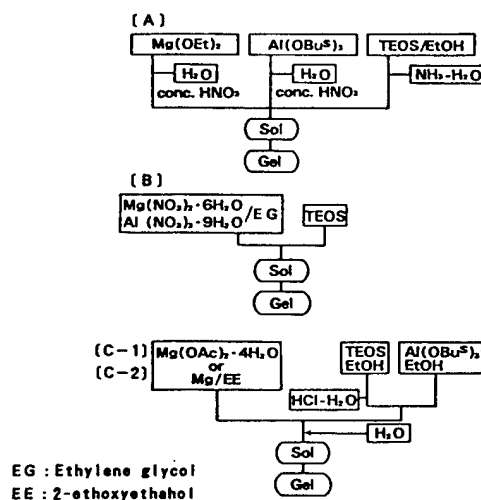 [A]
Mg(OEt)₂ Al(OBuˢ)₃ TEOS/EtOH
H₂O H₂O NH₃-H₂O
conc. HNO₃ conc. HNO₃
Sol
Gel
[B]
Mg(NO₃)₂·6H₂O
Al (NO₃)₃·9H₂O /EG TEOS
Sol
Gel
[C-1] Mg(OAc)₂·4H₂O TEOS Al(OBuˢ)₃
[C-2] or EtOH EtOH
Mg/EE
HCl-H₂O
H₂O
Sol
Gel
EG : Ethylene glycol
EE : 2-ethoxyethahol